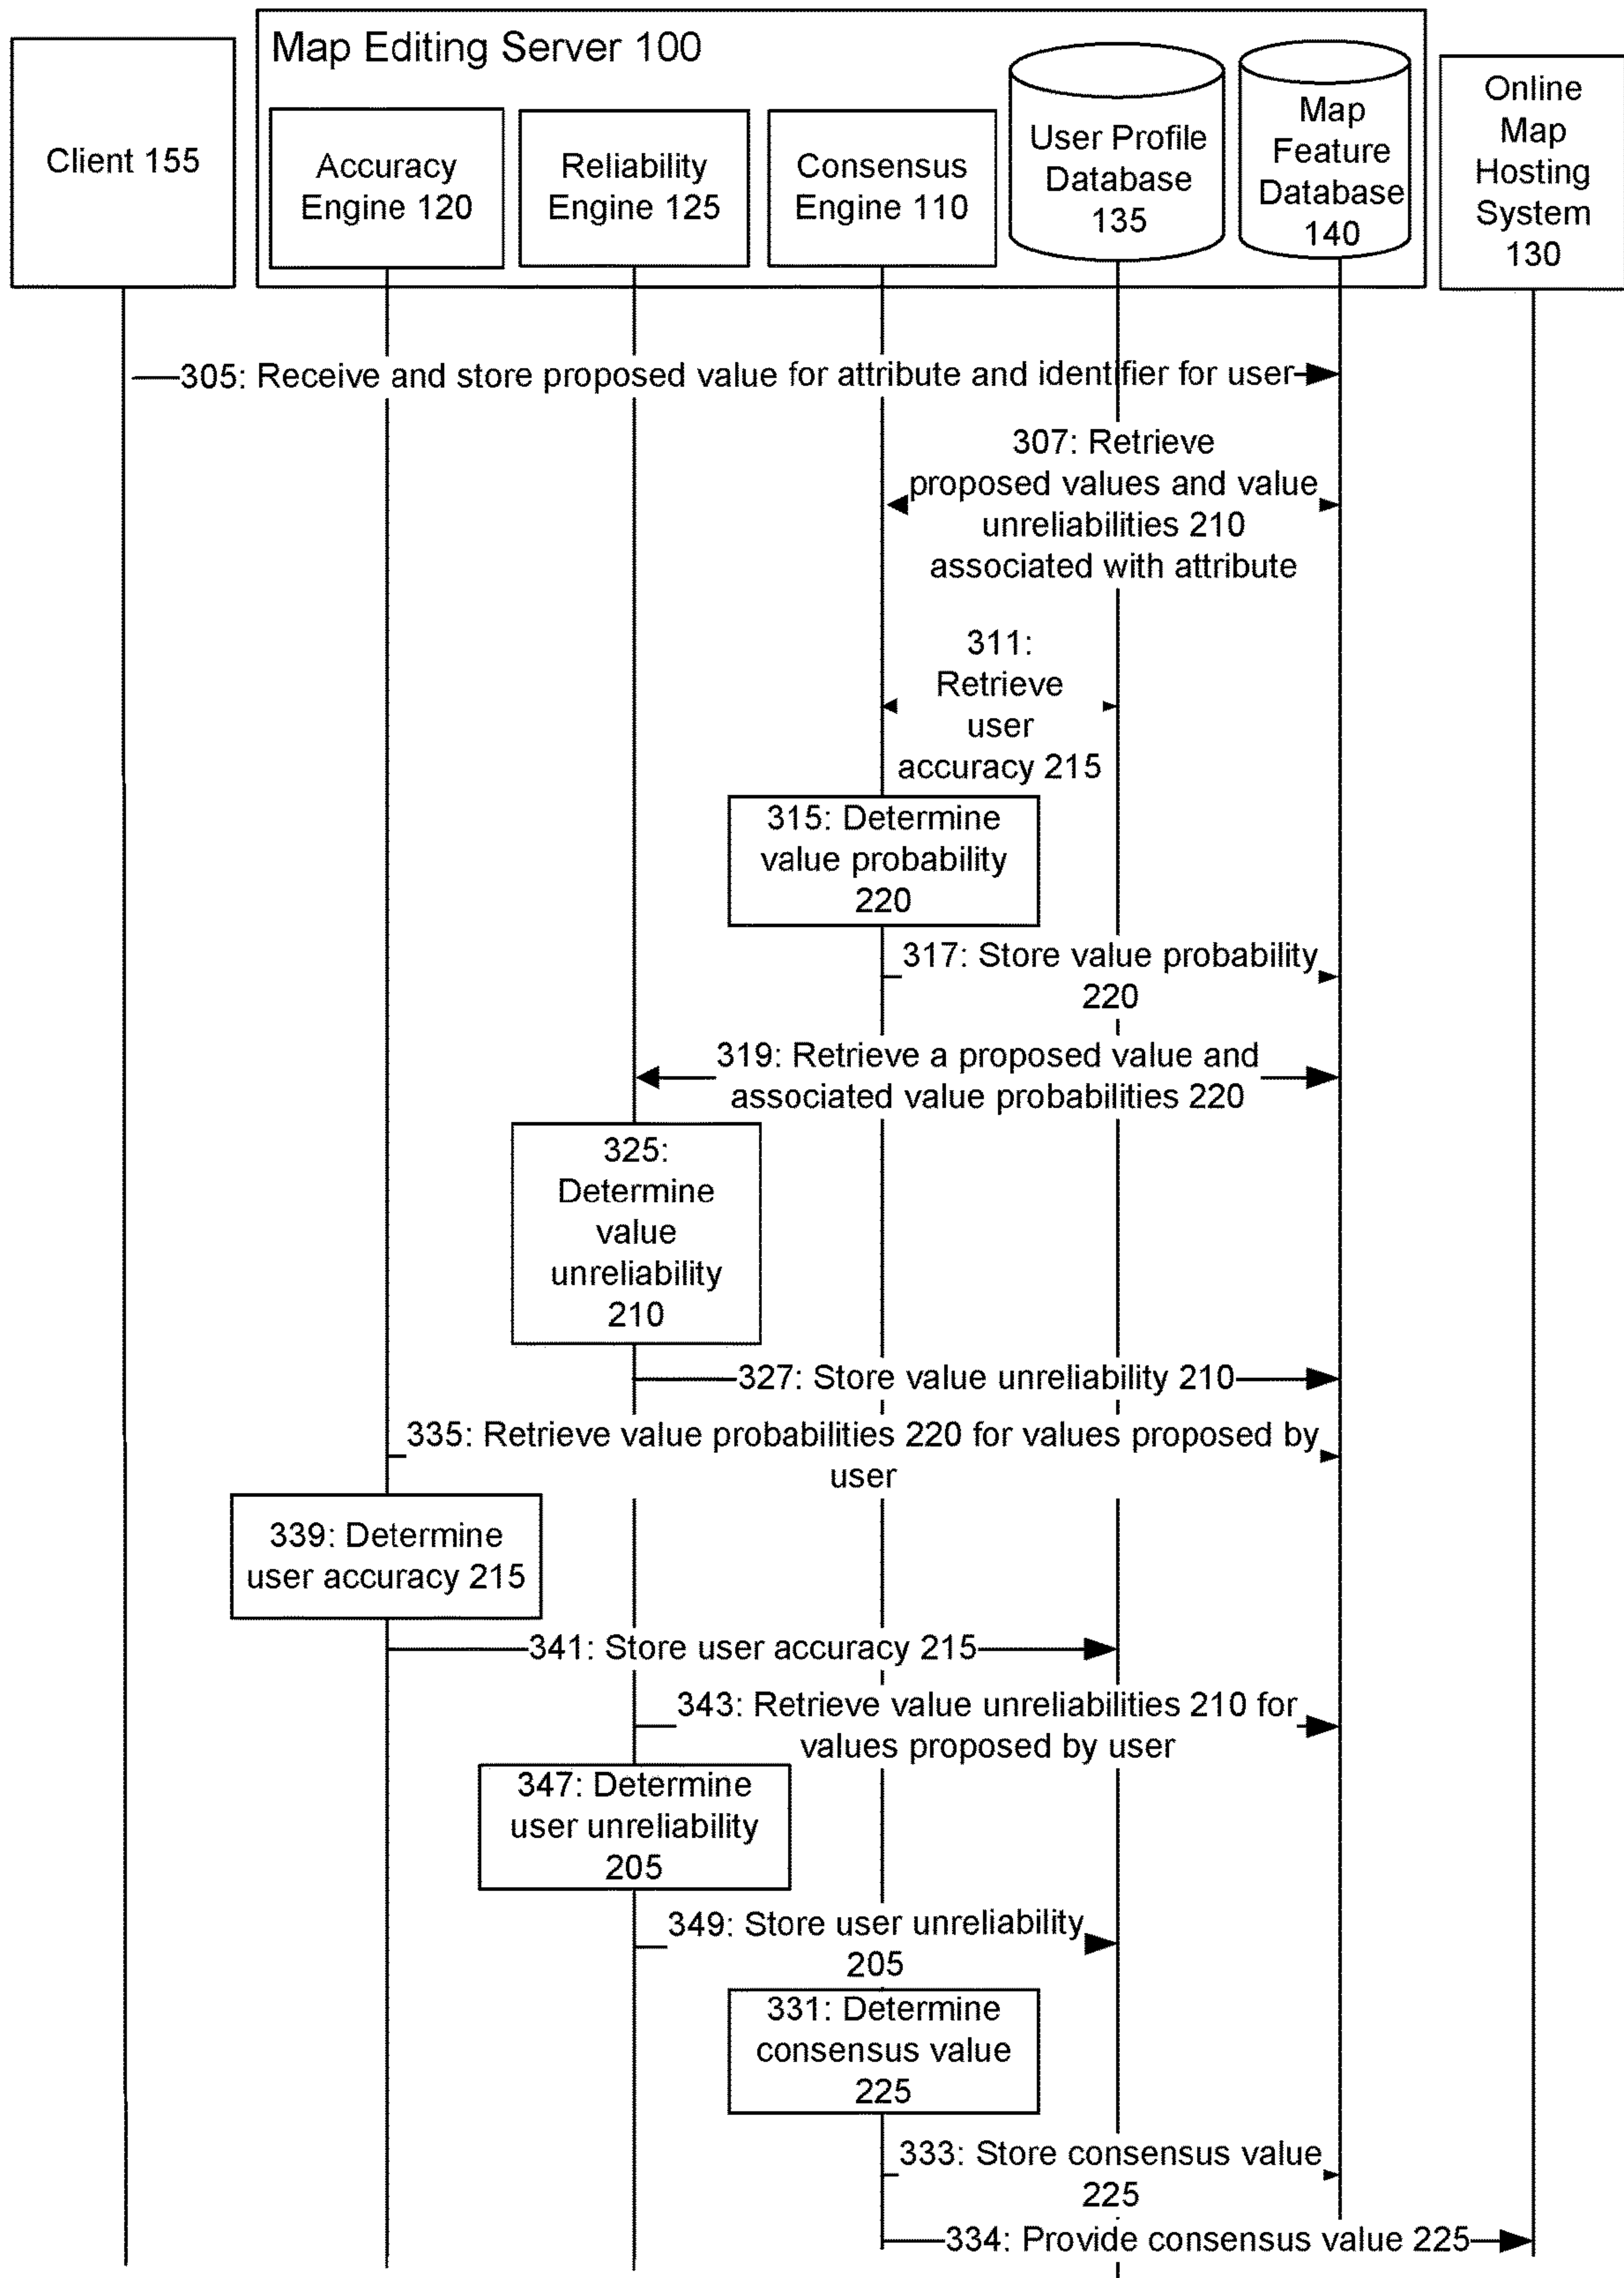 Map Editing Server 100
Client 155
Accuracy
Engine 120
Reliability
Engine 125
Consensus
Engine 110
User Profile
Database
135
Map
Feature
Database
140
Online
Map
Hosting
System
130
305: Receive and store proposed value for attribute and identifier for user
307: Retrieve
proposed values and value
unreliabilities 210
associated with attribute
311:
Retrieve
user
accuracy 215
315: Determine
value probability
220
317: Store value probability
220
319: Retrieve a proposed value and
associated value probabilities 220
325:
Determine
value
unreliability
210
327: Store value unreliability 210
335: Retrieve value probabilities 220 for values proposed by
user
339: Determine
user accuracy 215
341: Store user accuracy 215
343: Retrieve value unreliabilities 210 for
values proposed by user
347: Determine
user unreliability
205
349: Store user unreliability
205
331: Determine
consensus value
225
333: Store consensus value
225
334: Provide consensus value 225